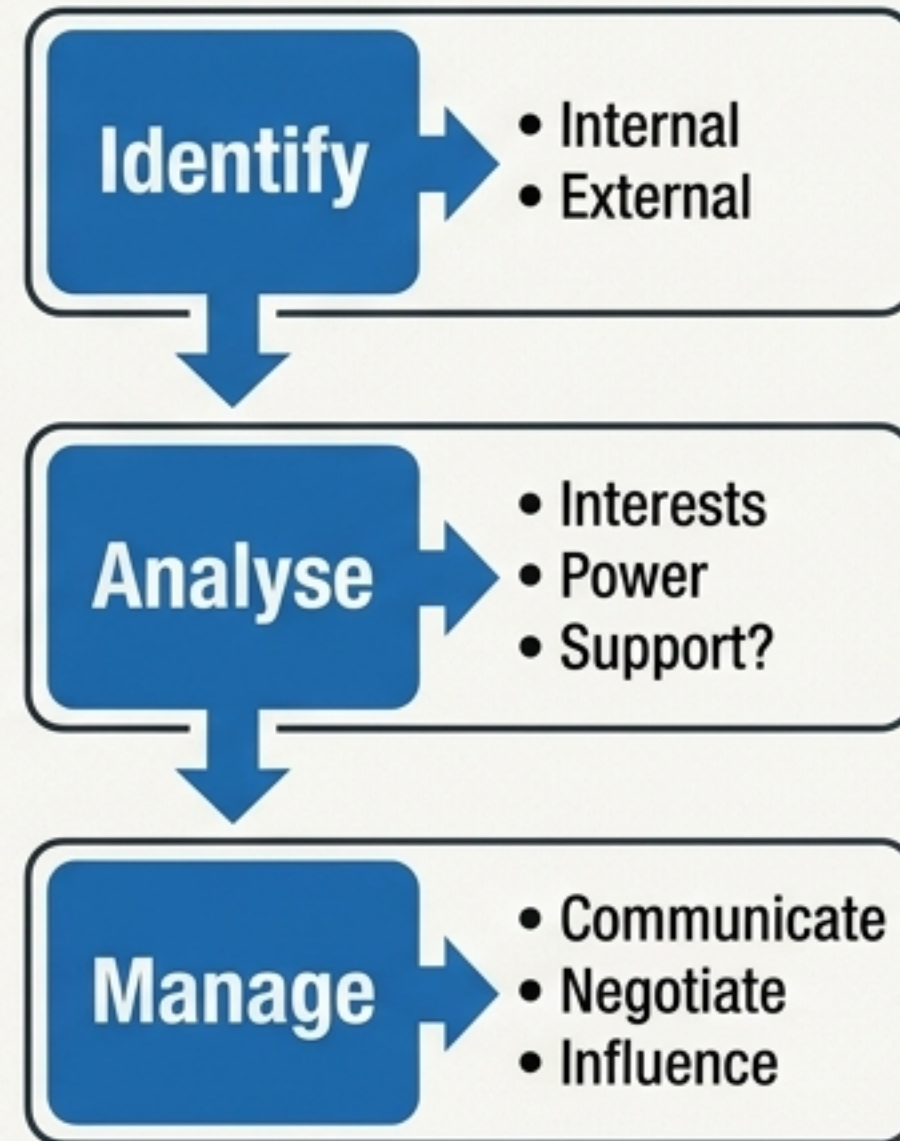 Identify
• Internal
• External
Analyse
• Interests
• Power
• Support?
Manage
• Communicate
• Negotiate
• Influence